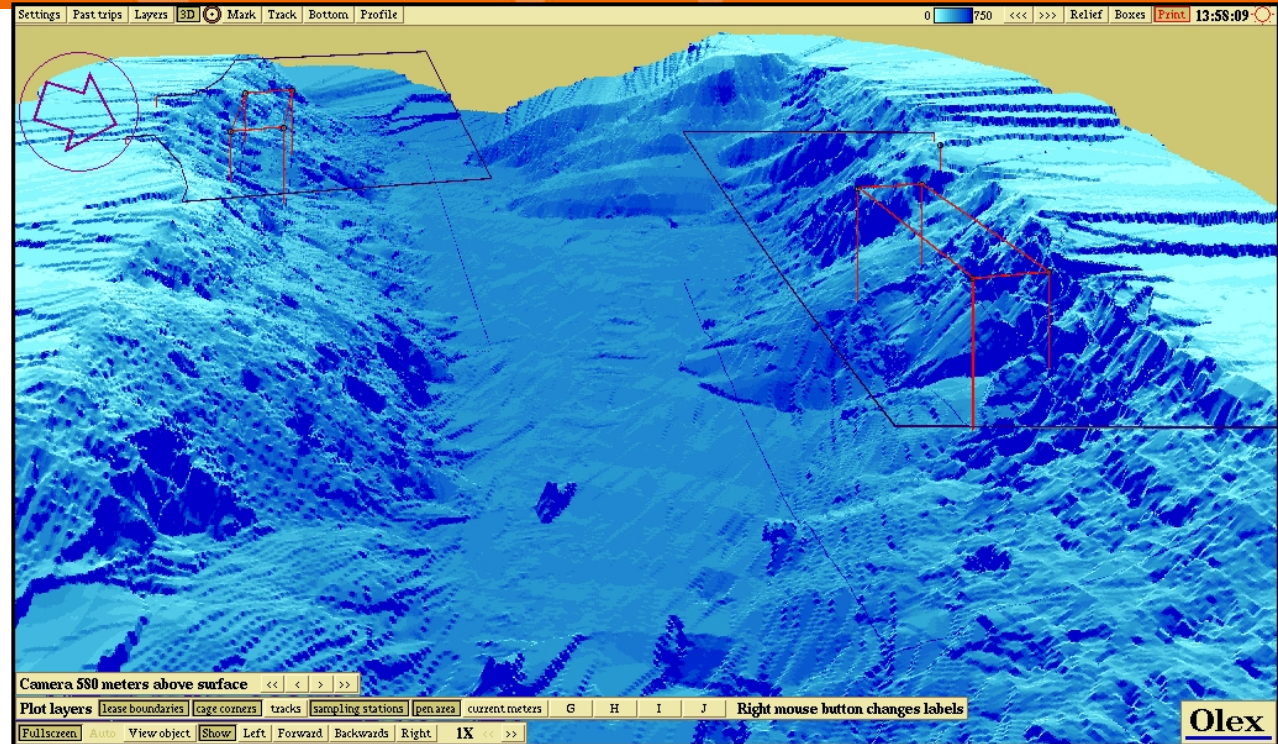 Settings Past trips Layers 3D Mark Track Bottom Profile 0 750 <<< >>> Relief Boxes Print 13:58:09
Camera 580 meters above surface << < > >>
Plot layers lease boundaries cage corners tracks sampling stations pen area current meters G H I J Right mouse button changes labels
Fullscreen Auto View object Show Left Forward Backwards Right 1X << >>
Olex